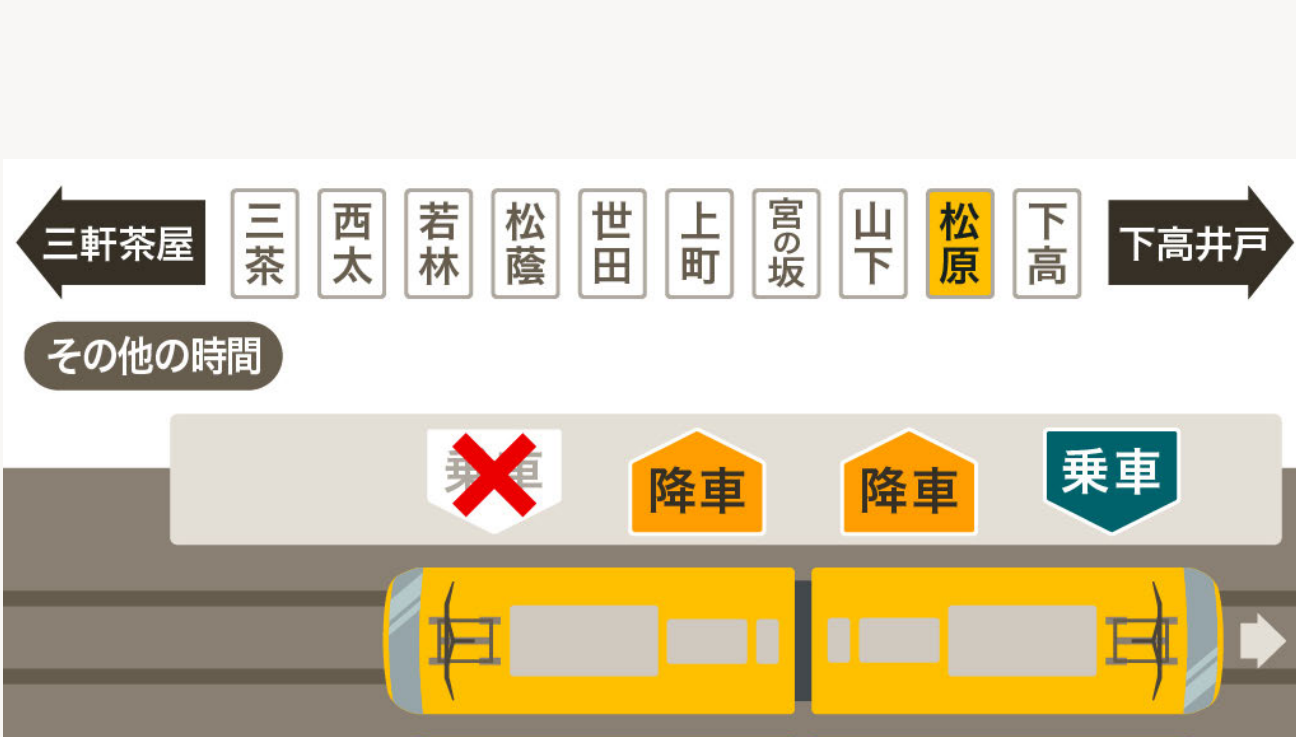 三軒茶屋
三茶
西太
若林
松蔭
世田
上町
宮の坂
山下
松原
下高
下高井戸
その他の時間
乗車
降車
降車
乗車